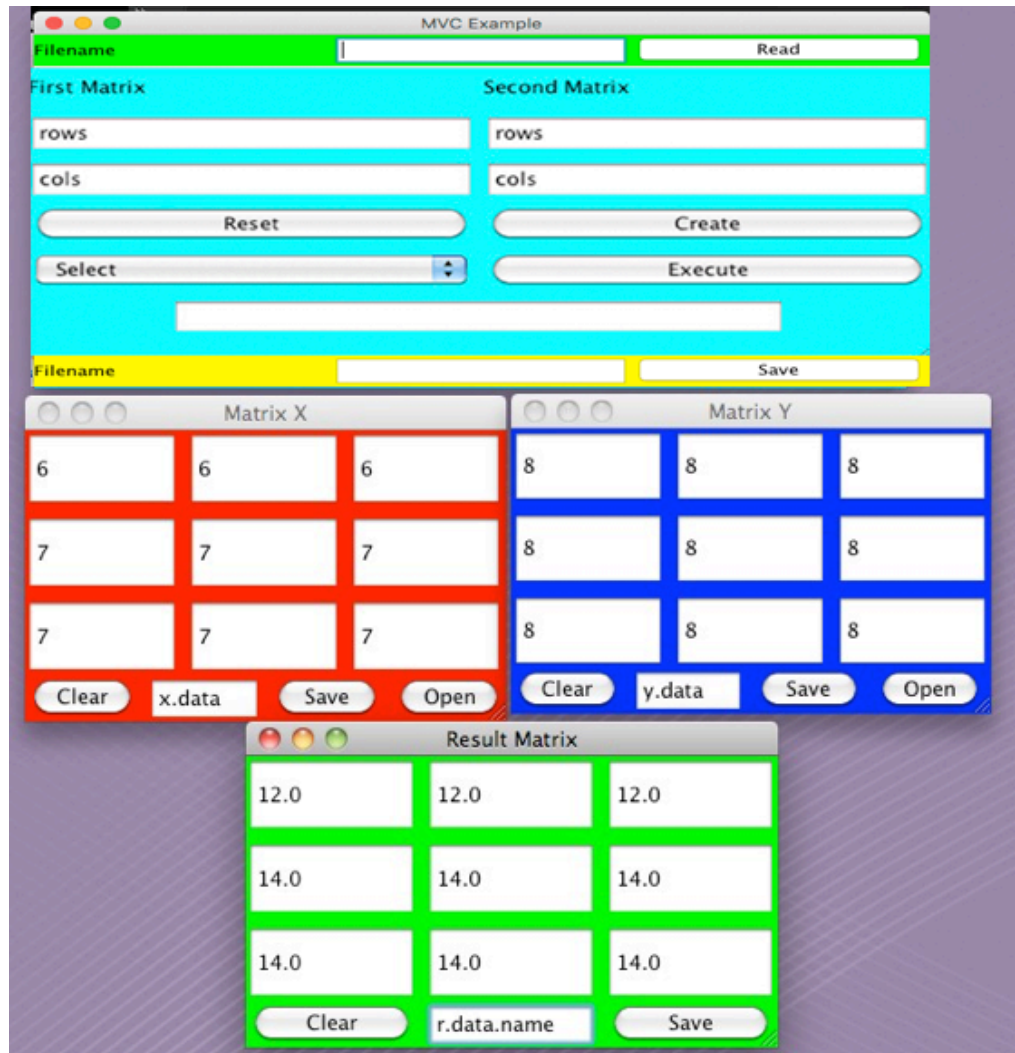 MVC Example
Filename Read
First Matrix Second Matrix
rows rows
cols cols
Reset Create
Select Execute
Filename Save
Matrix X Matrix Y
6 6 6 8 8 8
7 7 7 8 8 8
7 7 7 8 8 8
Clear x.data Save Open Clear y.data Save Open
Result Matrix
12.0 12.0 12.0
14.0 14.0 14.0
14.0 14.0 14.0
Clear r.data.name Save